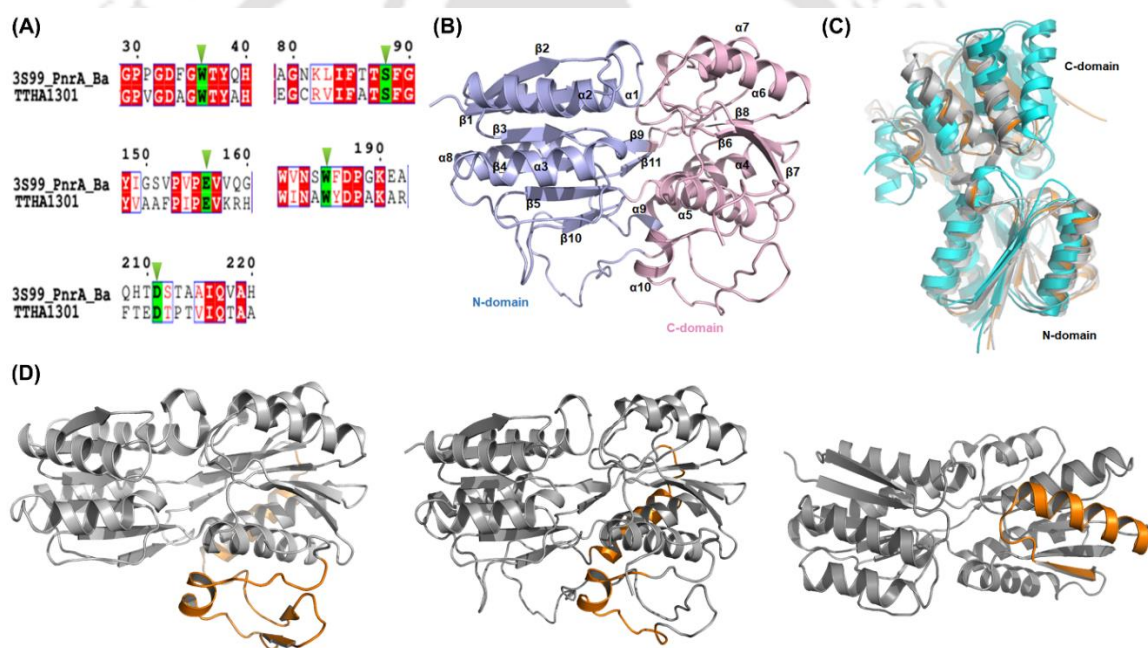 (A)
30 40 80 90
3S99_PnrA_Ba GPPGDFGWTYQH AGNKLIFTTSFG
TTHA1301 GPVGDAGWTYAH EGCRVIFATSFG
150 160 190
3S99_PnrA_Ba YIGSVPVPEVVQG WVNSWFDPGKEA
TTHA1301 YVAAFPIPEVKRH WINAWYDPAKAR
210 220
3S99_PnrA_Ba QHTDSTAAIQVAH
TTHA1301 FTEDTPTVIQTAA
(B)
β2
α7
α2
α1
α6
β1
β3
β9
β8
α8
β4
α3
β11
β6
α4
β7
β5
α9
α5
β10
α10
N-domain
C-domain
(C)
C-domain
N-domain
(D)